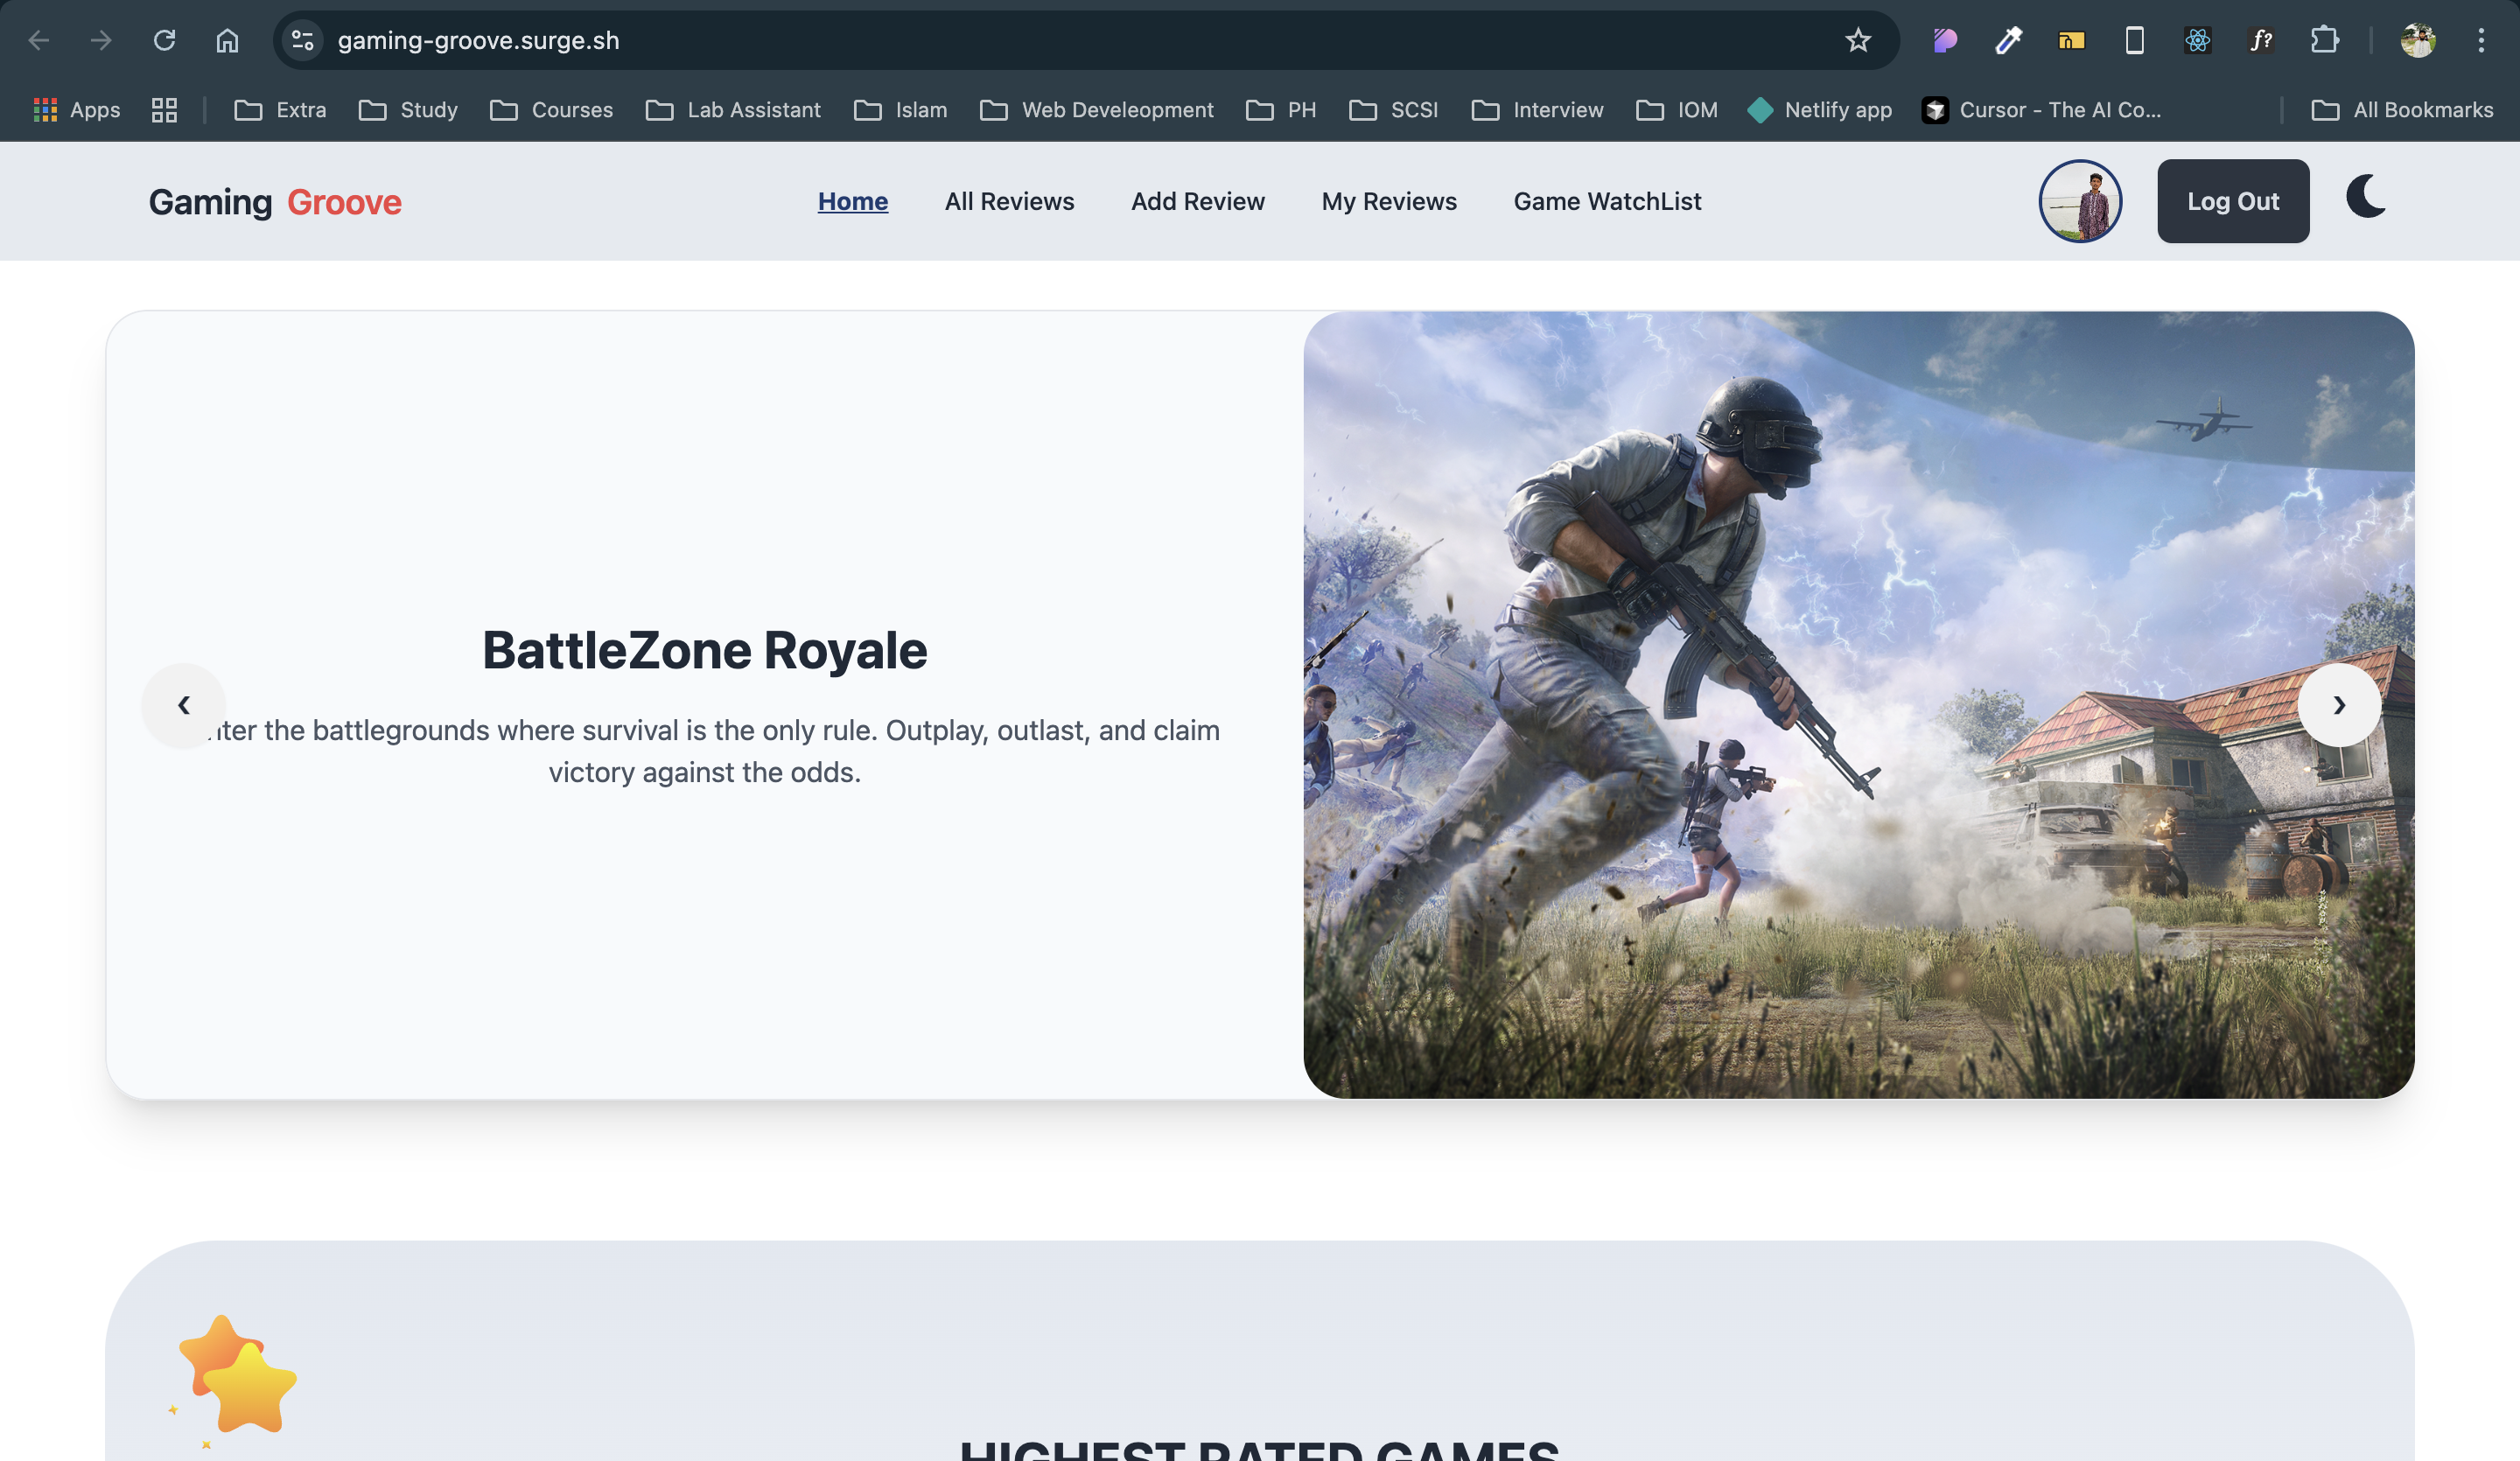 gaming-groove.surge.sh
f?
Apps Extra Study Courses Lab Assistant Islam Web Develeopment PH SCSI Interview IOM Netlify app Cursor - The AI Co... All Bookmarks
Gaming Groove Home All Reviews Add Review My Reviews Game WatchList Log Out
BattleZone Royale
the battlegrounds where survival is the only rule. Outplay, outlast, and claim
victory against the odds.
HIGHEST RATED GAMES